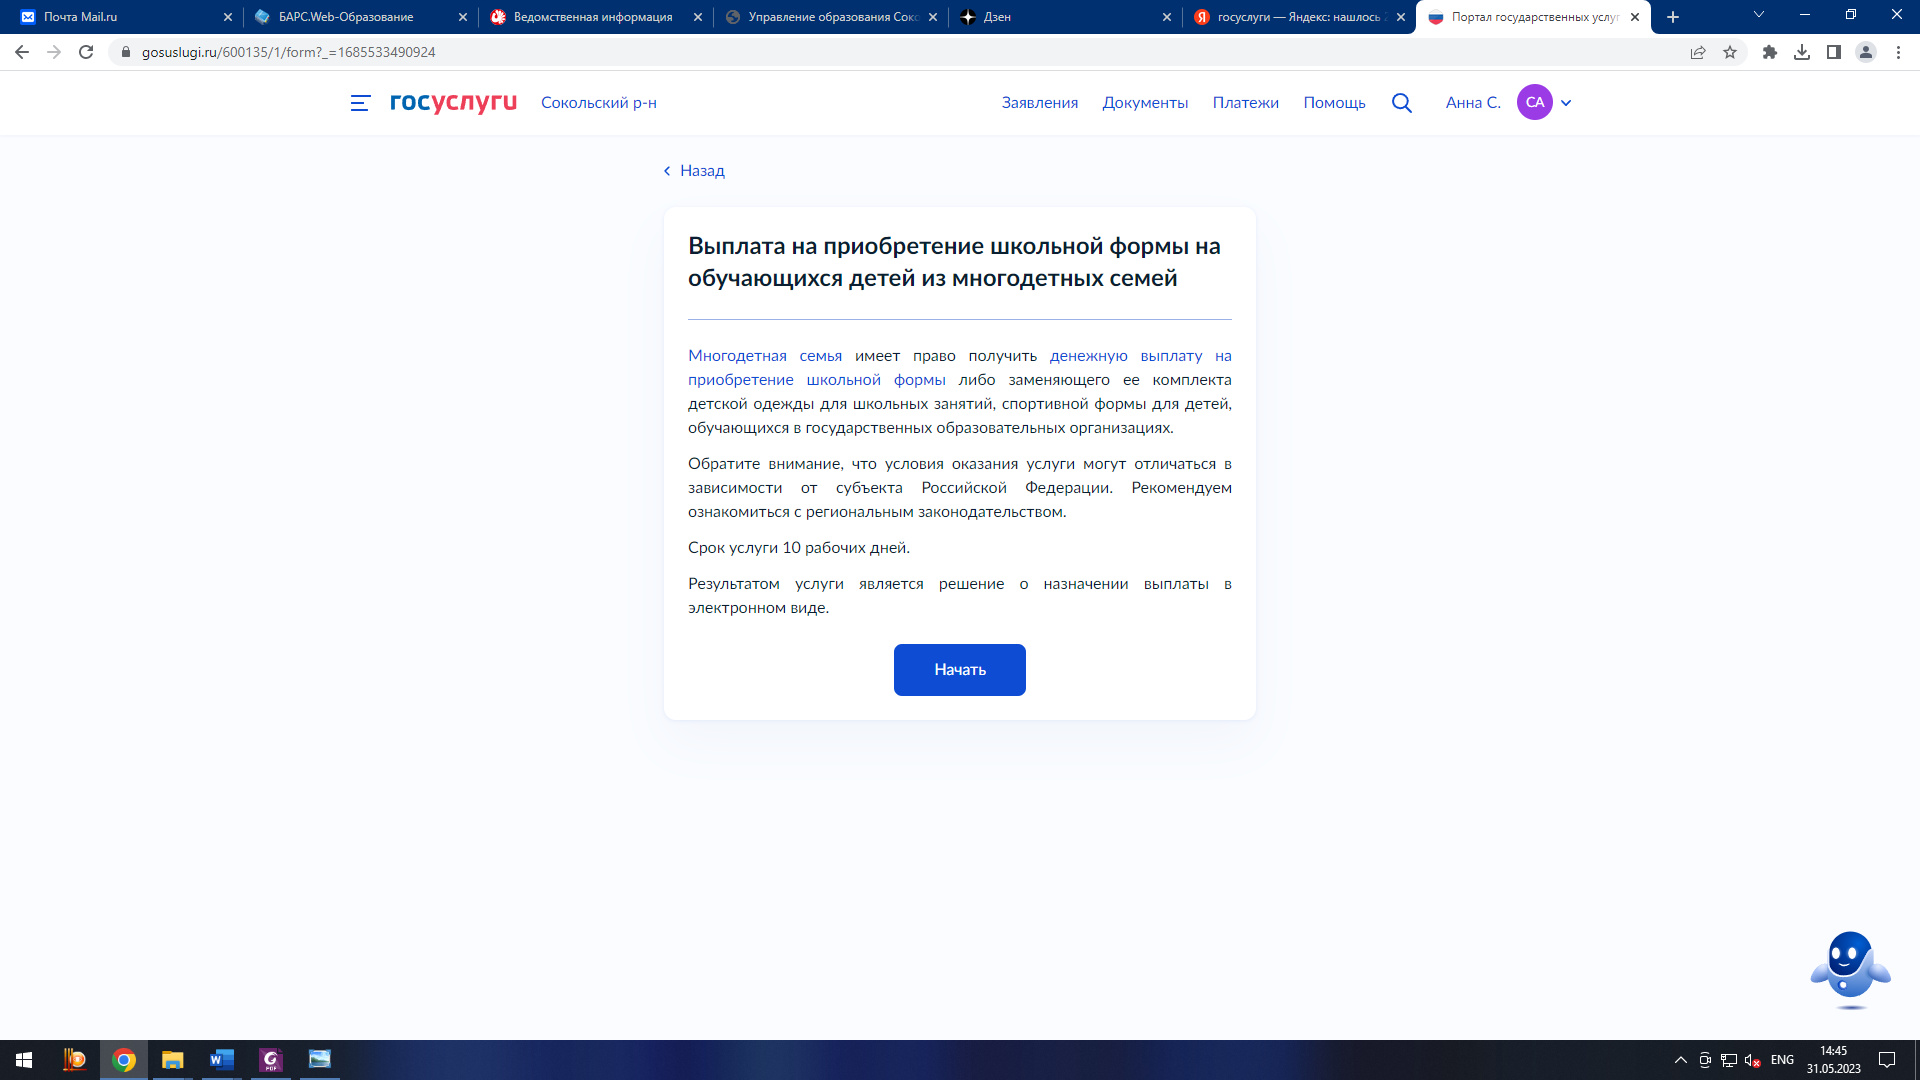 Почта Mail.ru
БАРС.Web-Образование
Ведомственная информация
Управление образования Соко
Дзен
госуслуги — Яндекс: нашлось
Портал государственных услуг
gosuslugi.ru/600135/1/form?_=1685533490924
госуслуги
Сокольский р-н
Заявления
Документы
Платежи
Помощь
Анна С.
СА
Назад
Выплата на приобретение школьной формы на
обучающихся детей из многодетных семей
Многодетная семья имеет право получить денежную выплату на
приобретение школьной формы либо заменяющего ее комплекта
детской одежды для школьных занятий, спортивной формы для детей,
обучающихся в государственных образовательных организациях.
Обратите внимание, что условия оказания услуги могут отличаться в
зависимости от субъекта Российской Федерации. Рекомендуем
ознакомиться с региональным законодательством.
Срок услуги 10 рабочих дней.
Результатом услуги является решение о назначении выплаты в
электронном виде.
Начать
ENG
14:45
31.05.2023